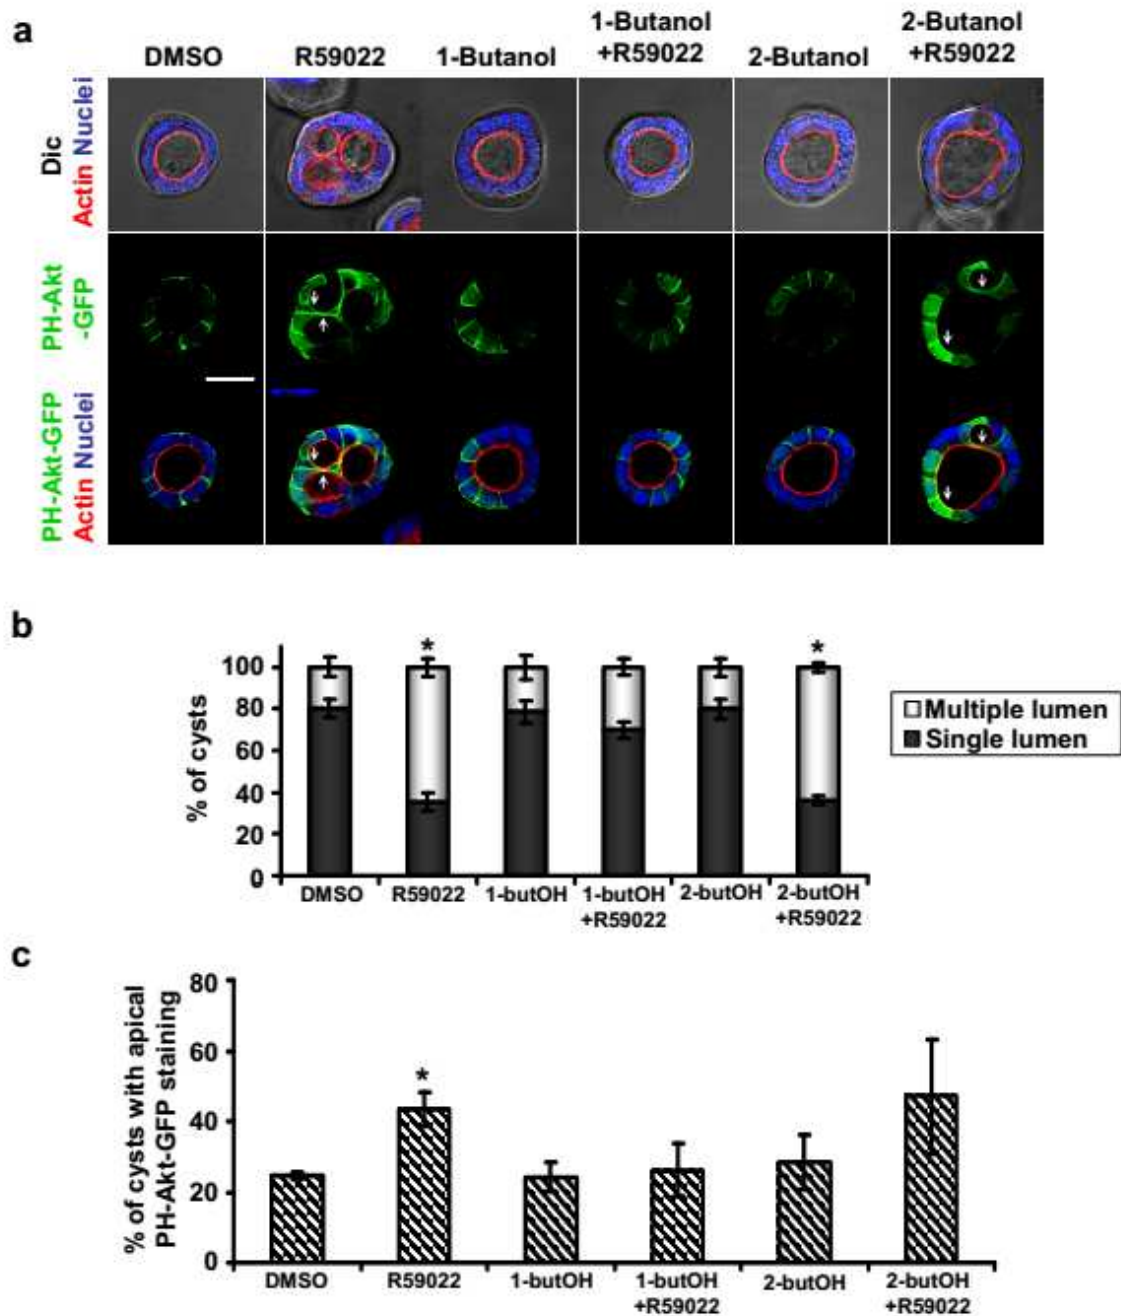 a
DMSO
R59022
1-Butanol
1-Butanol
+R59022
2-Butanol
2-Butanol
+R59022
Dic
Actin Nuclei
PH-Akt
-GFP
PH-Akt-GFP
Actin Nuclei
b
% of cysts
100
80
60
40
20
0
*
*
DMSO
R59022
1-butOH
1-butOH
+R59022
2-butOH
2-butOH
+R59022
Multiple lumen
Single lumen
c
% of cysts with apical
PH-Akt-GFP staining
80
60
40
20
0
*
DMSO
R59022
1-butOH
1-butOH
+R59022
2-butOH
2-butOH
+R59022